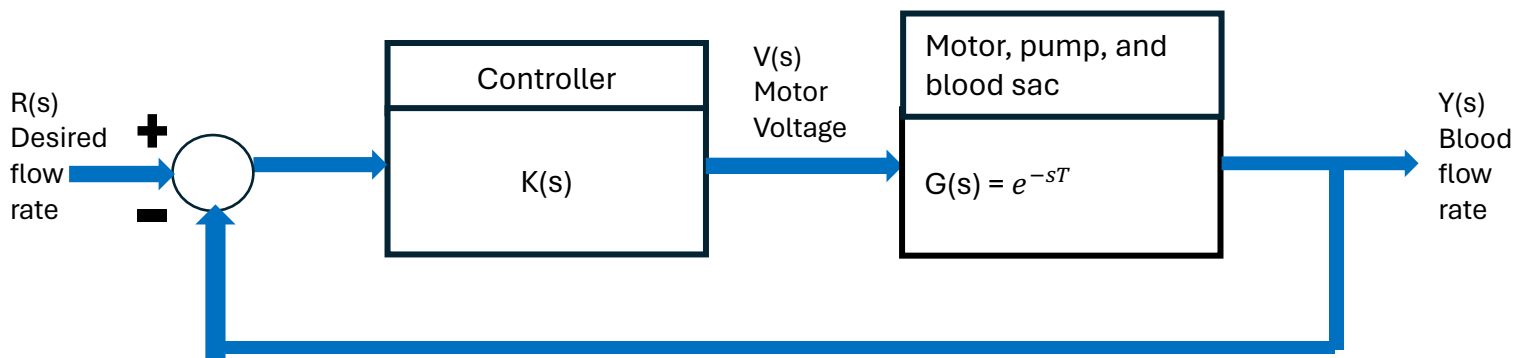 R(s)
Desired
flow
rate
+
−
Controller
K(s)
V(s)
Motor
Voltage
Motor, pump, and
blood sac
G(s) = e^{-sT}
Y(s)
Blood
flow
rate